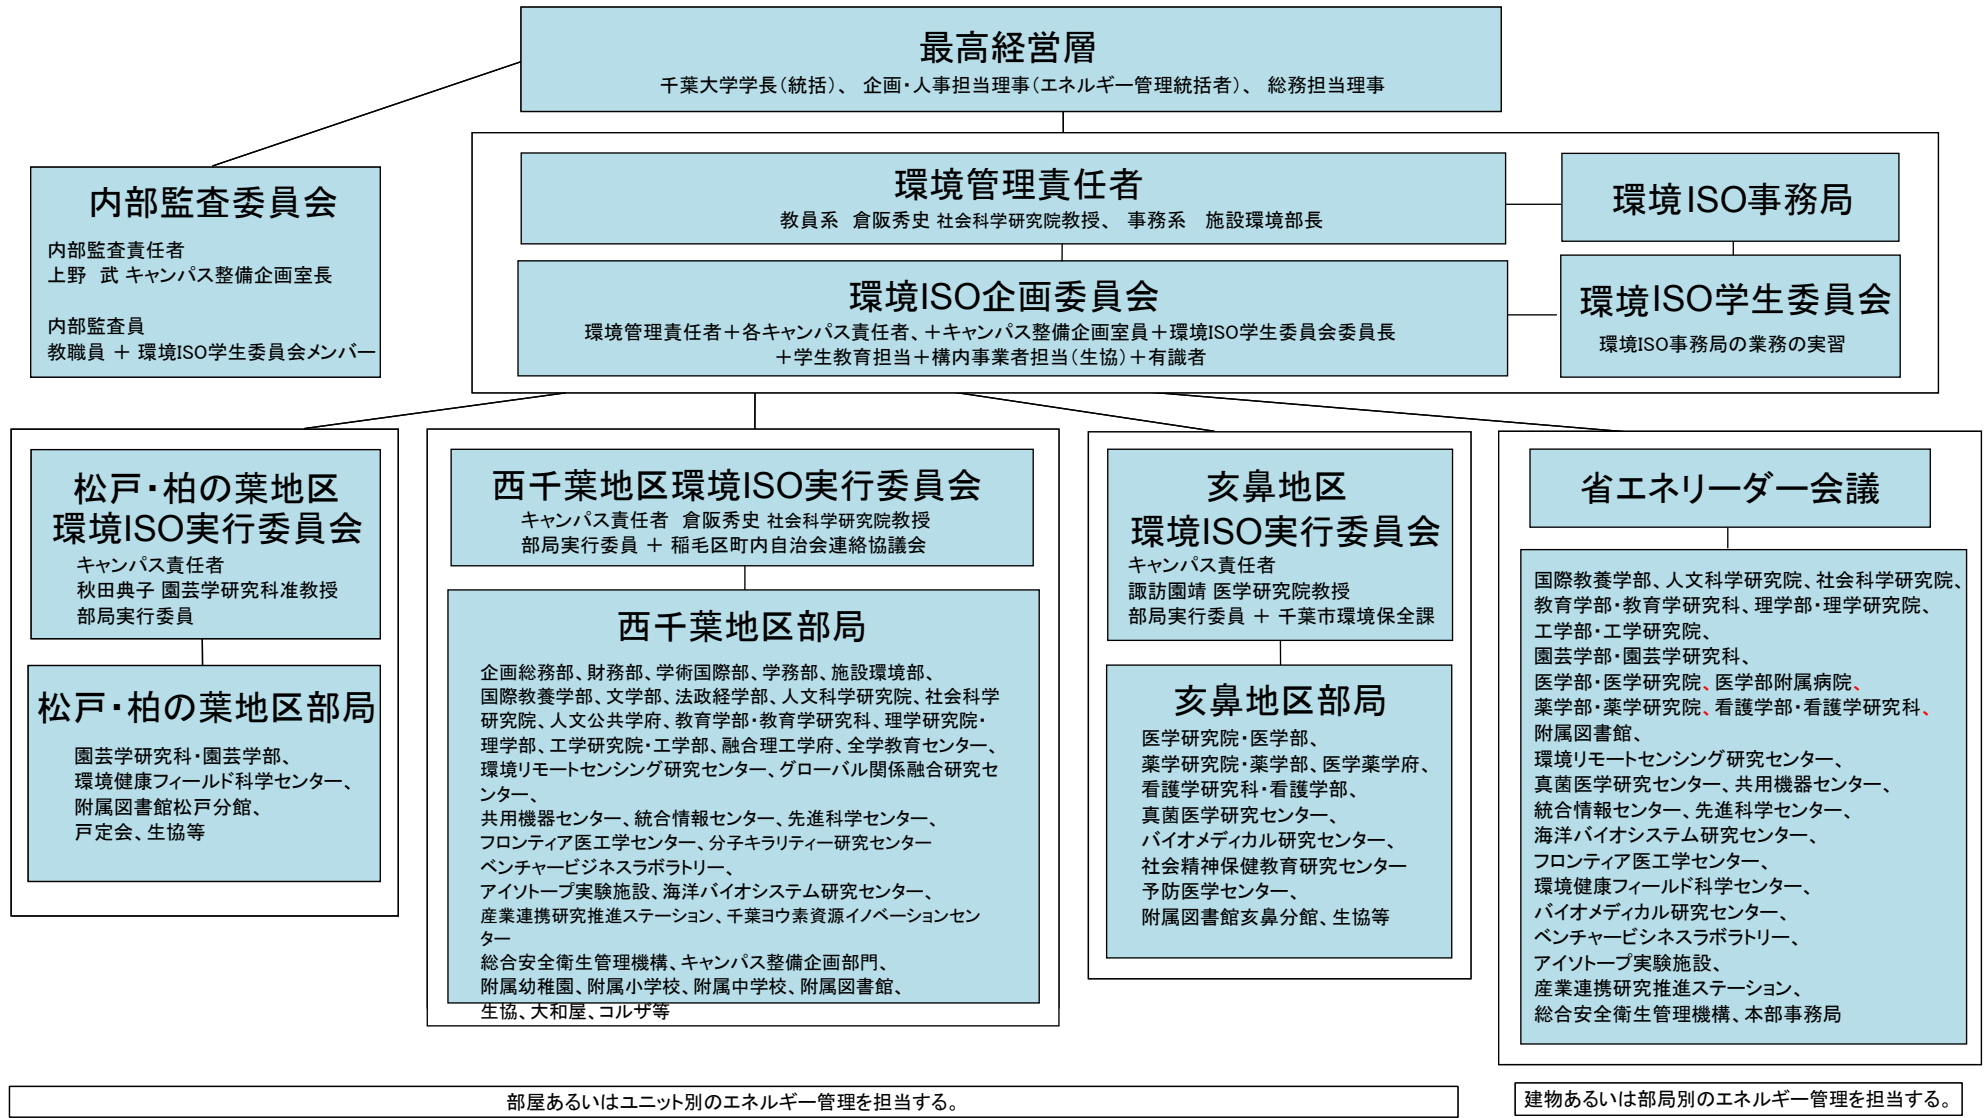 最高経営層
千葉大学学長(統括)、 企画・人事担当理事(エネルギー管理統括者)、 総務担当理事
内部監査委員会
内部監査責任者
上野　武 キャンパス整備企画室長
内部監査員
教職員 ＋ 環境ISO学生委員会メンバー
環境管理責任者
教員系　倉阪秀史 社会科学研究院教授、 事務系　施設環境部長
環境ISO事務局
環境ISO企画委員会
環境管理責任者＋各キャンパス責任者、＋キャンパス整備企画室員＋環境ISO学生委員会委員長
＋学生教育担当＋構内事業者担当(生協)＋有識者
環境ISO学生委員会
環境ISO事務局の業務の実習
松戸・柏の葉地区
環境ISO実行委員会
キャンパス責任者
秋田典子 園芸学研究科准教授
部局実行委員
松戸・柏の葉地区部局
園芸学研究科・園芸学部、
環境健康フィールド科学センター、
附属図書館松戸分館、
戸定会、生協等
西千葉地区環境ISO実行委員会
キャンパス責任者　倉阪秀史 社会科学研究院教授
部局実行委員 ＋ 稲毛区町内自治会連絡協議会
西千葉地区部局
企画総務部、財務部、学術国際部、学務部、施設環境部、
国際教養学部、文学部、法政経学部、人文科学研究院、社会科学
研究院、人文公共学府、教育学部・教育学研究科、理学研究院・
理学部、工学研究院・工学部、融合理工学府、全学教育センター、
環境リモートセンシング研究センター、グローバル関係融合研究セ
ンター、
共用機器センター、統合情報センター、先進科学センター、
フロンティア医工学センター、分子キラリティー研究センター
ベンチャービジネスラボラトリー、
アイソトープ実験施設、海洋バイオシステム研究センター、
産業連携研究推進ステーション、千葉ヨウ素資源イノベーションセン
ター
総合安全衛生管理機構、キャンパス整備企画部門、
附属幼稚園、附属小学校、附属中学校、附属図書館、
生協、大和屋、コルザ等
亥鼻地区
環境ISO実行委員会
キャンパス責任者
諏訪園靖 医学研究院教授
部局実行委員 ＋ 千葉市環境保全課
亥鼻地区部局
医学研究院・医学部、
薬学研究院・薬学部、医学薬学府、
看護学研究科・看護学部、
真菌医学研究センター、
バイオメディカル研究センター、
社会精神保健教育研究センター
予防医学センター、
附属図書館亥鼻分館、生協等
省エネリーダー会議
国際教養学部、人文科学研究院、社会科学研究院、
教育学部・教育学研究科、理学部・理学研究院、
工学部・工学研究院、
園芸学部・園芸学研究科、
医学部・医学研究院、医学部附属病院、
薬学部・薬学研究院、看護学部・看護学研究科、
附属図書館、
環境リモートセンシング研究センター、
真菌医学研究センター、共用機器センター、
統合情報センター、先進科学センター、
海洋バイオシステム研究センター、
フロンティア医工学センター、
環境健康フィールド科学センター、
バイオメディカル研究センター、
ベンチャービシネスラボラトリー、
アイソトープ実験施設、
産業連携研究推進ステーション、
総合安全衛生管理機構、本部事務局
部屋あるいはユニット別のエネルギー管理を担当する。
建物あるいは部局別のエネルギー管理を担当する。